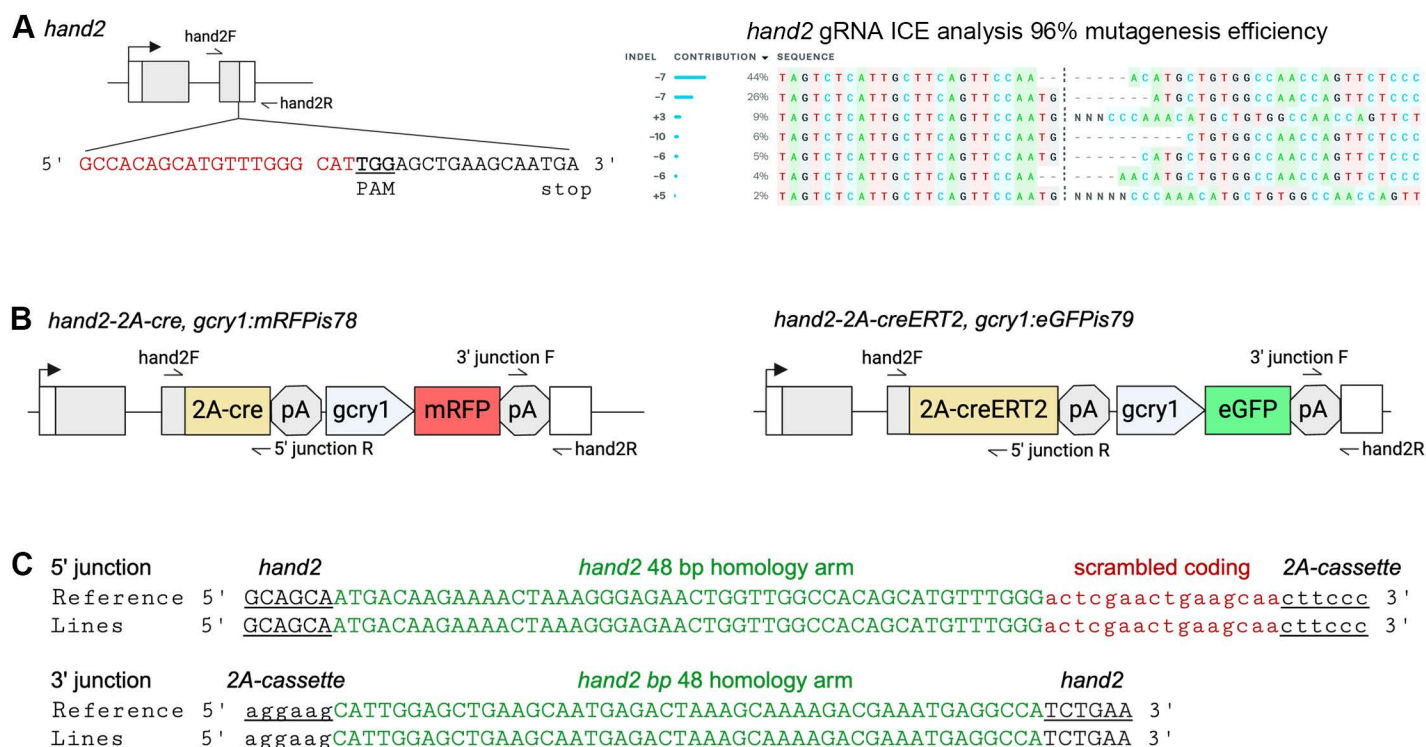 A hand2
hand2 gRNA ICE analysis 96% mutagenesis efficiency
hand2F
hand2R
5' GCCACAGCATGTTTGGG CATTGGAGCTGAAGCAATGA 3'
PAM stop
INDEL CONTRIBUTION SEQUENCE
-7 44% TAGTCTCATTGCTTCAGTTCCAA-- -----ACATGCTGTGGCCAACCAGTTCTCCC
-7 26% TAGTCTCATTGCTTCAGTTCCAATG -------ATGCTGTGGCCAACCAGTTCTCCC
+3 9% TAGTCTCATTGCTTCAGTTCCAATG NNNCCCAAACATGCTGTGGCCAACCAGTTCT
-10 6% TAGTCTCATTGCTTCAGTTCCAATG ----------CTGTGGCCAACCAGTTCTCCC
-6 5% TAGTCTCATTGCTTCAGTTCCAATG ------CATGCTGTGGCCAACCAGTTCTCCC
-6 4% TAGTCTCATTGCTTCAGTTCCAA-- ----AACATGCTGTGGCCAACCAGTTCTCCC
+5 2% TAGTCTCATTGCTTCAGTTCCAATG NNNNNCCCAAACATGCTGTGGCCAACCAGTT
B hand2-2A-cre, gcry1:mRFPis78
hand2F
3' junction F
2A-cre pA gcry1 mRFP pA
5' junction R
hand2R
hand2-2A-creERT2, gcry1:eGFPis79
hand2F
3' junction F
2A-creERT2 pA gcry1 eGFP pA
5' junction R
hand2R
C 5' junction hand2 hand2 48 bp homology arm scrambled coding 2A-cassette
Reference 5' GCAGCAATGACAAGAAAACTAAAGGGAGAACTGGTTGGCCACAGCATGTTTGGGactcgaactgaagcaacttccc 3'
Lines 5' GCAGCAATGACAAGAAAACTAAAGGGAGAACTGGTTGGCCACAGCATGTTTGGGactcgaactgaagcaacttccc 3'
3' junction 2A-cassette hand2 bp 48 homology arm hand2
Reference 5' aggaagCATTGGAGCTGAAGCAATGAGACTAAAGCAAAAGACGAAATGAGGCCATCTGAA 3'
Lines 5' aggaagCATTGGAGCTGAAGCAATGAGACTAAAGCAAAAGACGAAATGAGGCCATCTGAA 3'